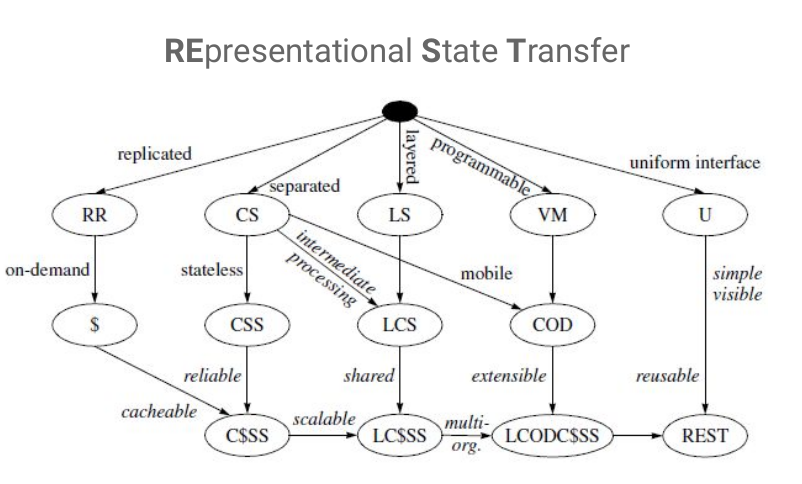 REpresentational State Transfer
replicated
separated
layered
programmable
uniform interface
RR
CS
LS
VM
U
on-demand
stateless
intermediate
processing
mobile
simple
visible
$
CSS
LCS
COD
reliable
shared
extensible
reusable
cacheable
scalable
multi-
org.
C$SS
LC$SS
LCODC$SS
REST